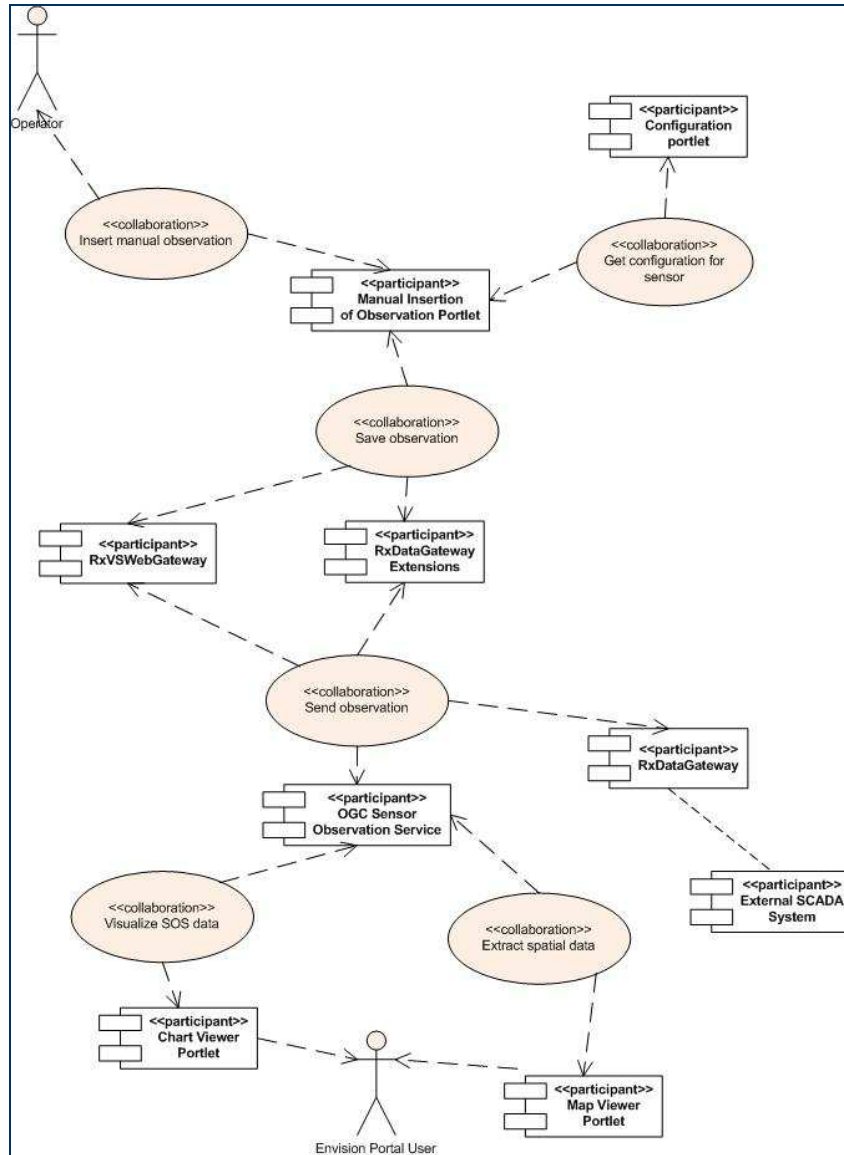 Operator
<<participant>>
Configuration
portlet
<<collaboration>>
Insert manual observation
<<collaboration>>
Get configuration for
sensor
<<participant>>
Manual Insertion
of Observation Portlet
<<collaboration>>
Save observation
<<participant>>
RxVSWebGateway
<<participant>>
RxDataGateway
Extensions
<<collaboration>>
Send observation
<<participant>>
RxDataGateway
<<participant>>
OGC Sensor
Observation Service
<<participant>>
External SCADA
System
<<collaboration>>
Visualize SOS data
<<collaboration>>
Extract spatial data
<<participant>>
Chart Viewer
Portlet
<<participant>>
Map Viewer
Portlet
Envision Portal User